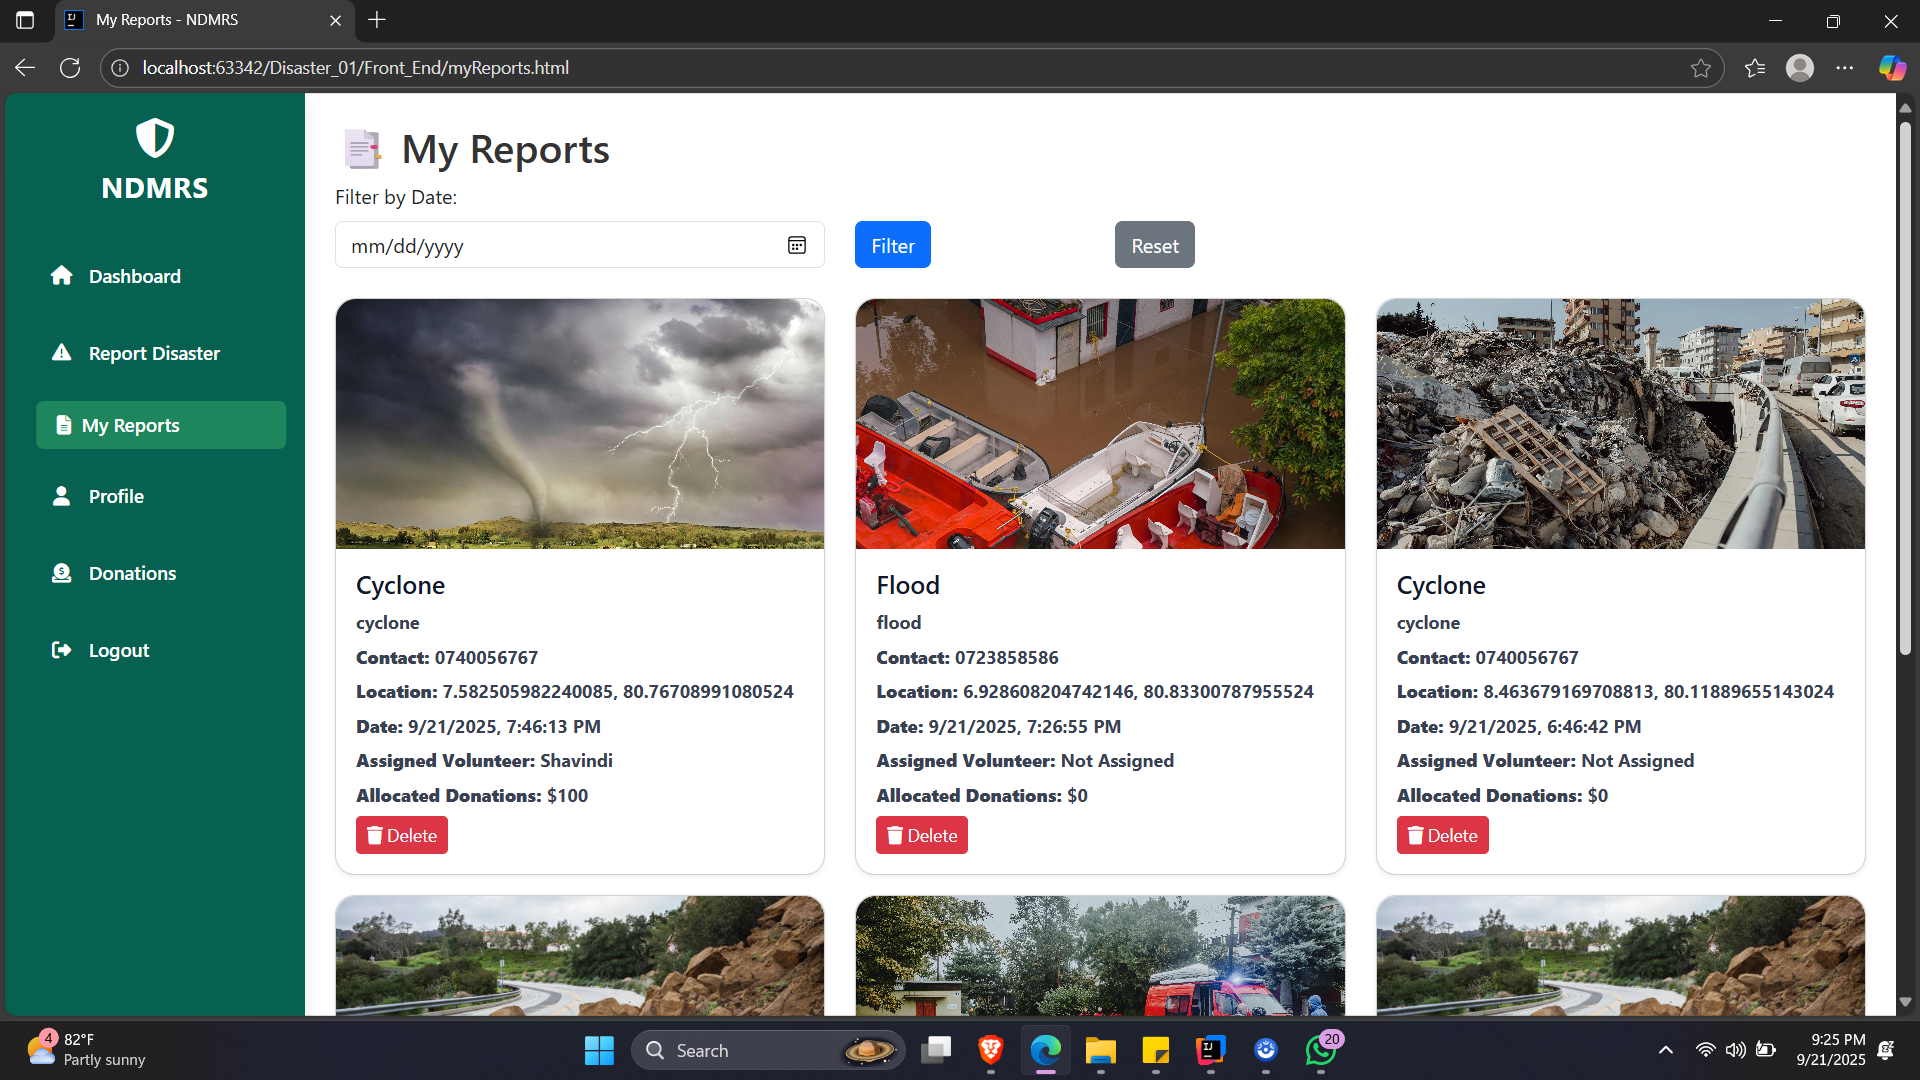 My Reports - NDMRS
localhost:63342/Disaster_01/Front_End/myReports.html
NDMRS
Dashboard
Report Disaster
My Reports
Profile
Donations
Logout
My Reports
Filter by Date:
mm/dd/yyyy
Filter
Reset
Cyclone
cyclone
Contact: 0740056767
Location: 7.582505982240085, 80.76708991080524
Date: 9/21/2025, 7:46:13 PM
Assigned Volunteer: Shavindi
Allocated Donations: $100
Delete
Flood
flood
Contact: 0723858586
Location: 6.928608204742146, 80.83300787955524
Date: 9/21/2025, 7:26:55 PM
Assigned Volunteer: Not Assigned
Allocated Donations: $0
Delete
Cyclone
cyclone
Contact: 0740056767
Location: 8.463679169708813, 80.11889655143024
Date: 9/21/2025, 6:46:42 PM
Assigned Volunteer: Not Assigned
Allocated Donations: $0
Delete
4
82°F
Partly sunny
Search
IJ
20
9:25 PM
9/21/2025